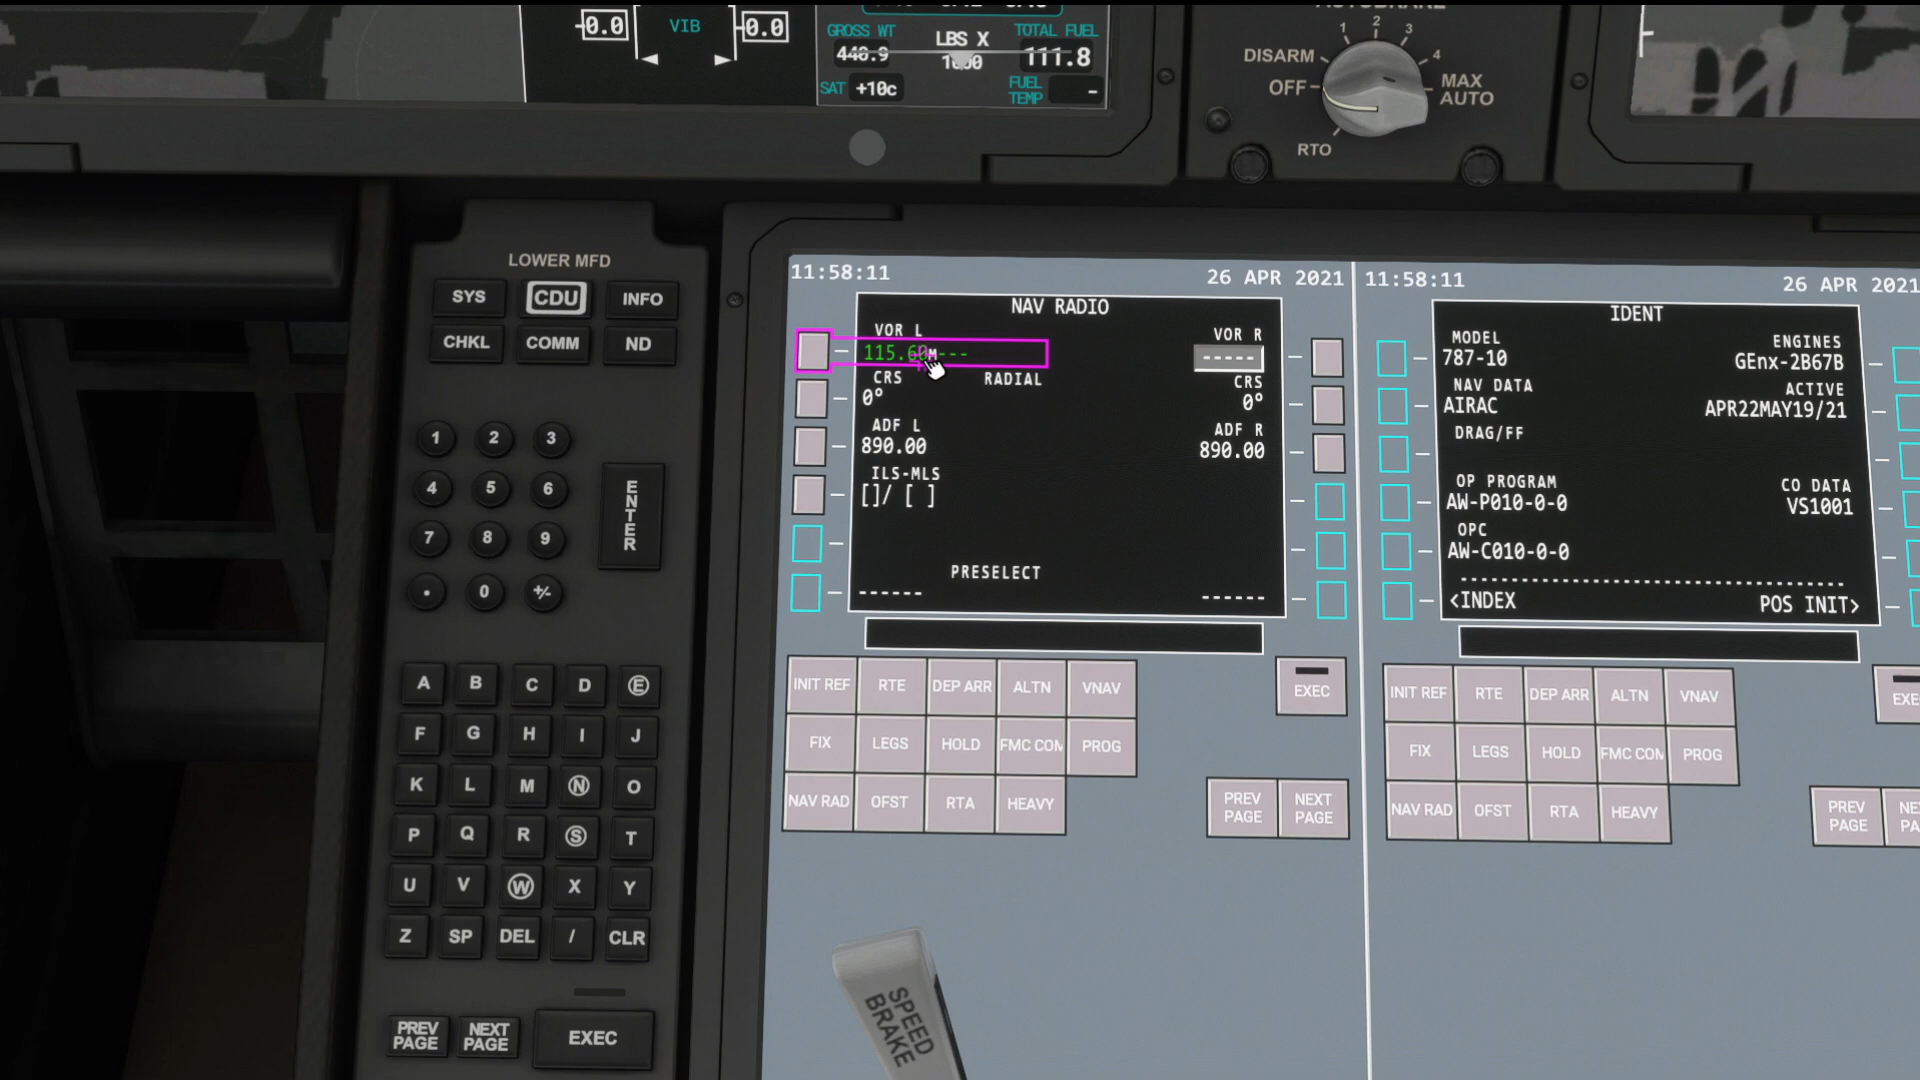 -0.0
VIB
-0.0
GROSS WT
LBS X
TOTAL FUEL
440.9
1000
111.8
SAT +10c
FUEL TEMP
-
AUTOBRAKE
1
2
3
4
DISARM
OFF
RTO
MAX AUTO
LOWER MFD
SYS
CDU
INFO
CHKL
COMM
ND
1
2
3
4
5
6
7
8
9
.
0
+/-
ENTER
A
B
C
D
E
F
G
H
I
J
K
L
M
N
O
P
Q
R
S
T
U
V
W
X
Y
Z
SP
DEL
/
CLR
PREV PAGE
NEXT PAGE
EXEC
11:58:11
26 APR 2021
NAV RADIO
VOR L
VOR R
115.60M---
-----
CRS
RADIAL
CRS
0°
0°
ADF L
ADF R
890.00
890.00
ILS-MLS
[]/ [ ]
PRESELECT
------
------
INIT REF
RTE
DEP ARR
ALTN
VNAV
EXEC
FIX
LEGS
HOLD
FMC COM
PROG
NAV RAD
OFST
RTA
HEAVY
PREV PAGE
NEXT PAGE
11:58:11
26 APR 2021
IDENT
MODEL
ENGINES
787-10
GEnx-2B67B
NAV DATA
ACTIVE
AIRAC
APR22MAY19/21
DRAG/FF
OP PROGRAM
CO DATA
AW-P010-0-0
VS1001
OPC
AW-C010-0-0
<INDEX
POS INIT>
INIT REF
RTE
DEP ARR
ALTN
VNAV
FIX
LEGS
HOLD
FMC COM
PROG
NAV RAD
OFST
RTA
HEAVY
PREV PAGE
SPEED BRAKE